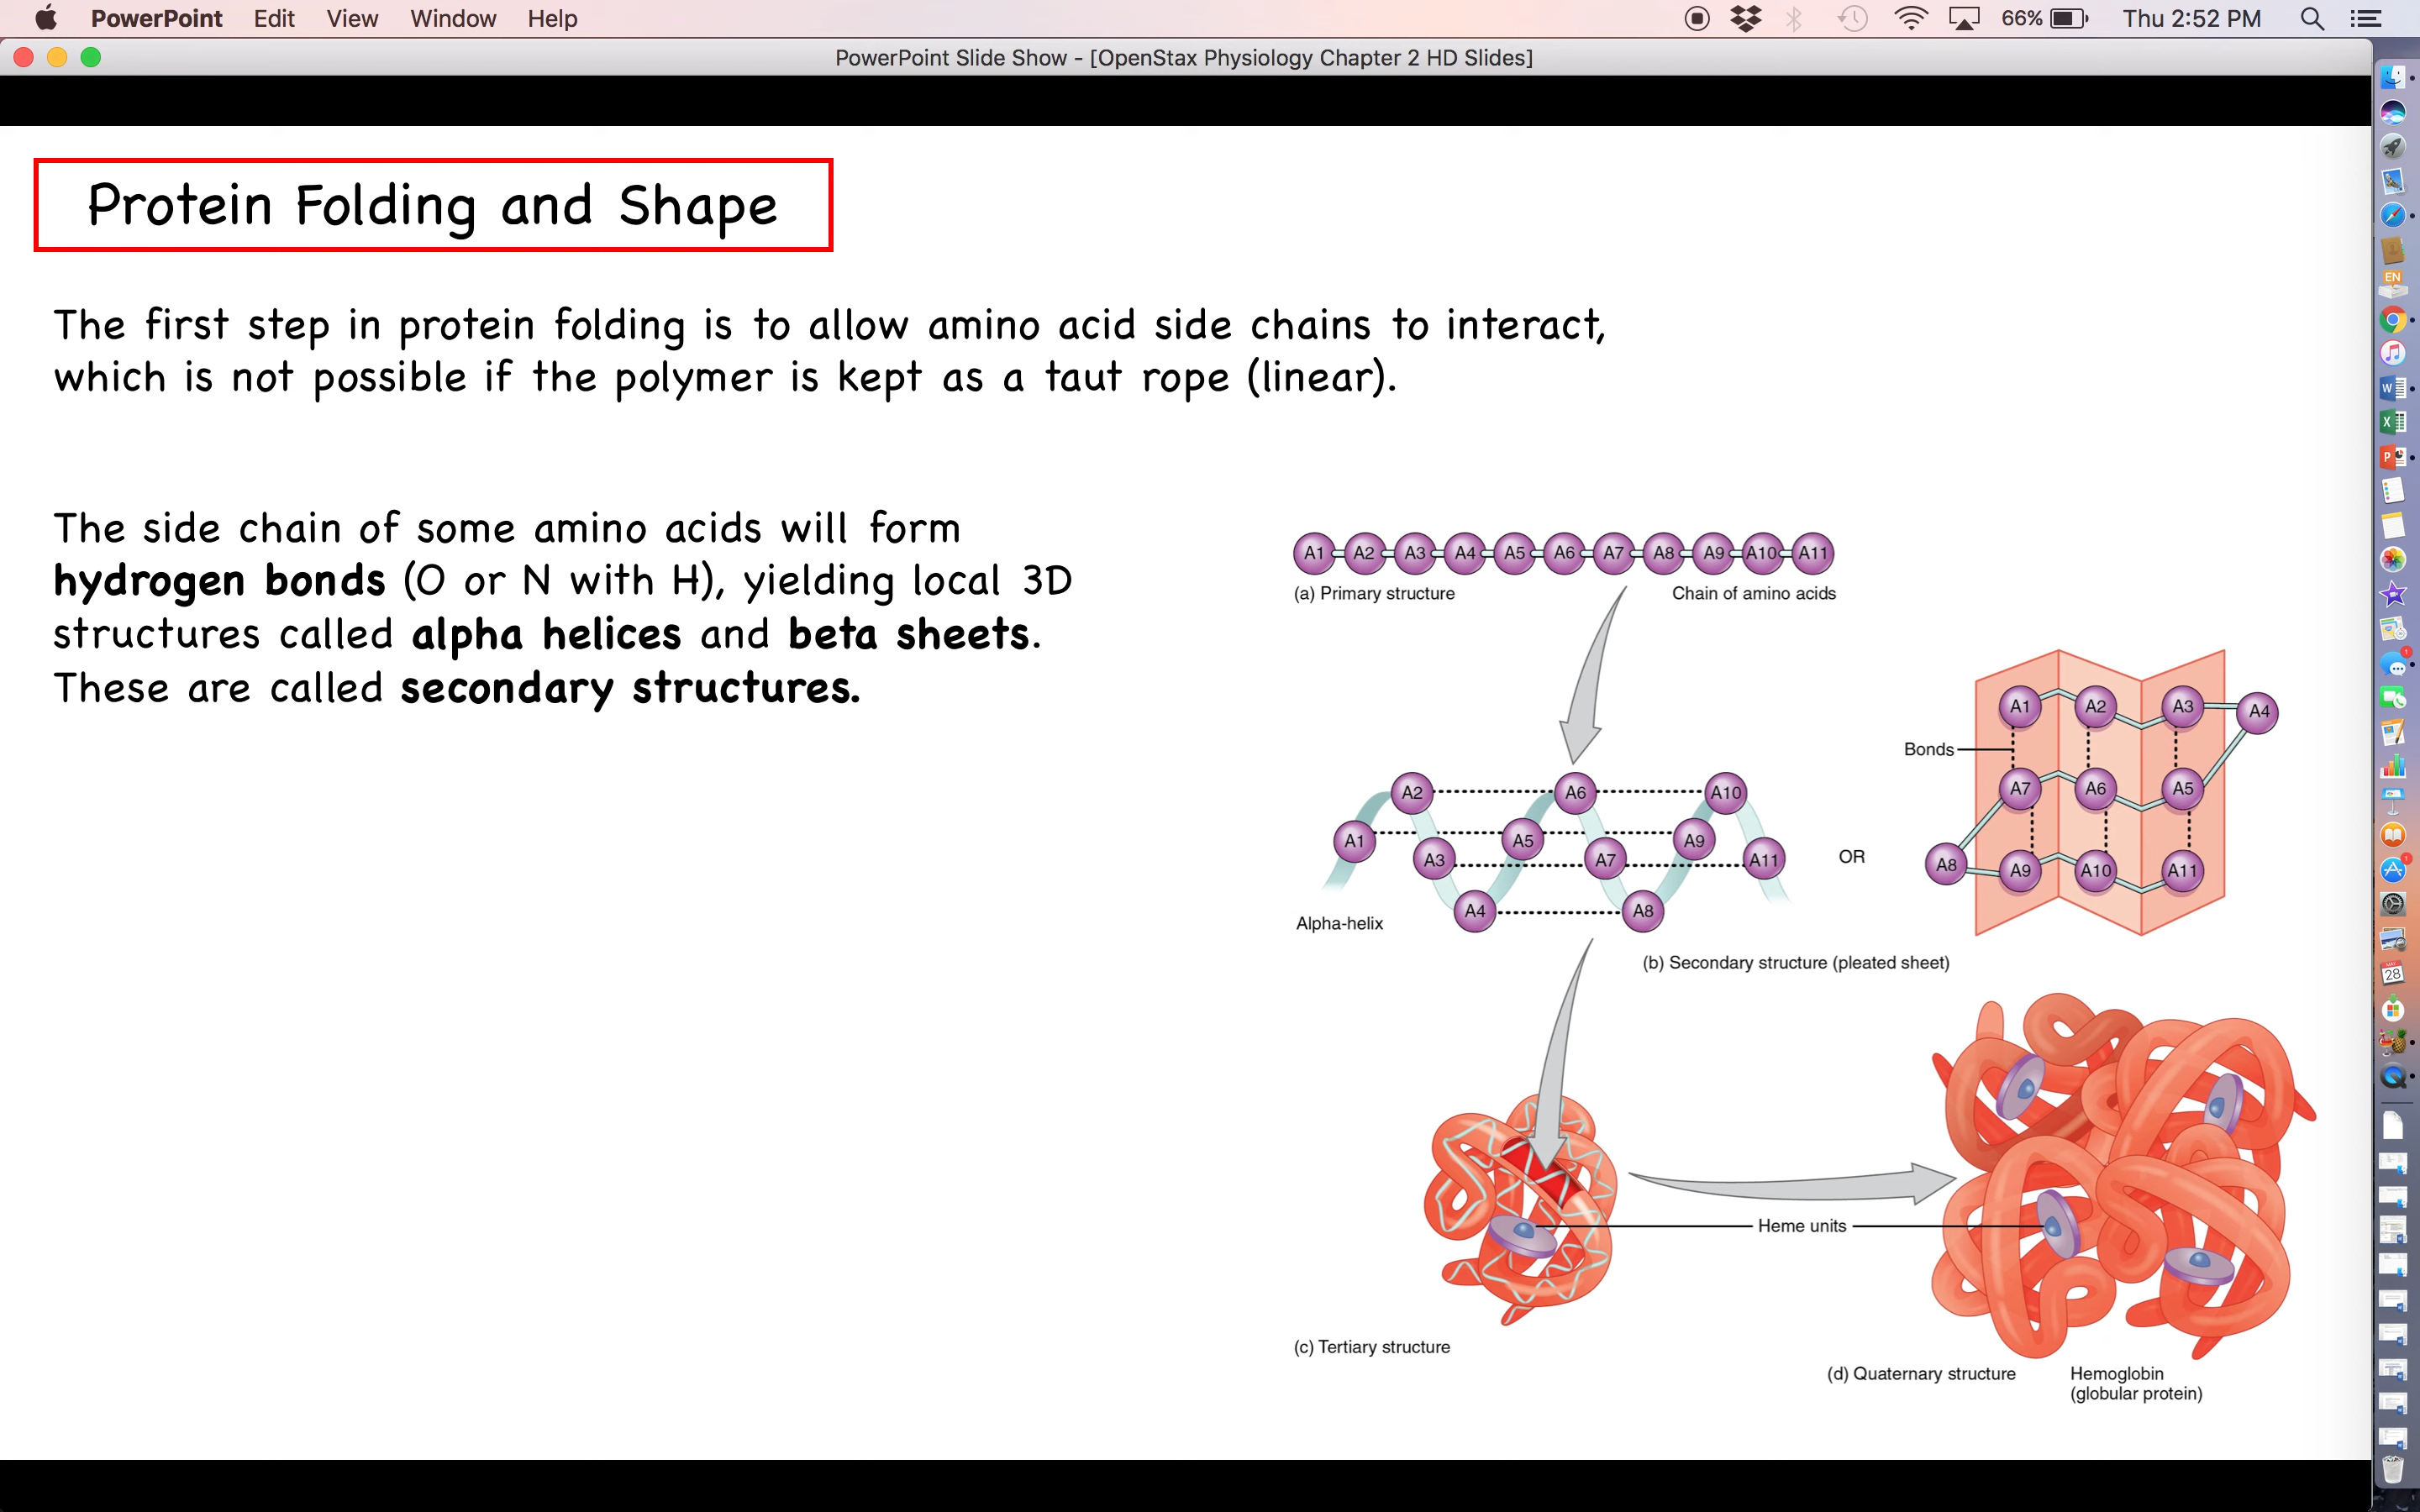 PowerPoint Edit View Window Help
66% Thu 2:52 PM
PowerPoint Slide Show - [OpenStax Physiology Chapter 2 HD Slides]
Protein Folding and Shape
The first step in protein folding is to allow amino acid side chains to interact,
which is not possible if the polymer is kept as a taut rope (linear).
The side chain of some amino acids will form
hydrogen bonds (O or N with H), yielding local 3D
structures called alpha helices and beta sheets.
These are called secondary structures.
A1 A2 A3 A4 A5 A6 A7 A8 A9 A10 A11
(a) Primary structure
Chain of amino acids
A2 A6 A10
A1 A5 A9
A3 A7 A11
A4 A8
Alpha-helix
OR
A1 A2 A3 A4
Bonds
A7 A6 A5
A8 A9 A10 A11
(b) Secondary structure (pleated sheet)
Heme units
(c) Tertiary structure
(d) Quaternary structure
Hemoglobin
(globular protein)
EN
W
X
P
1
28
1